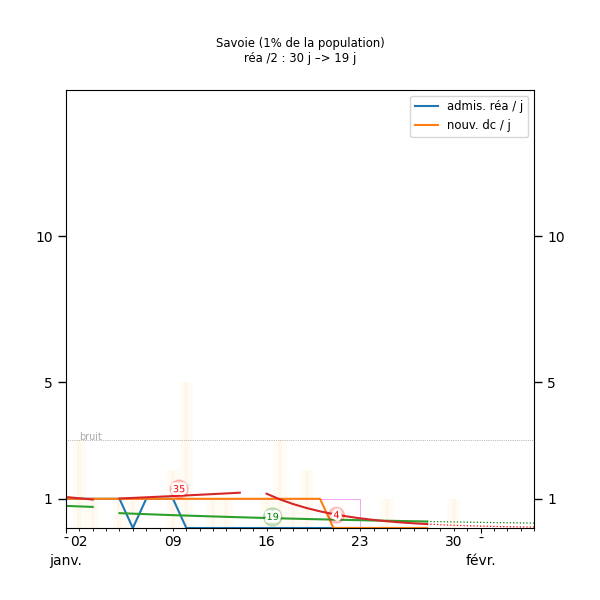 Savoie (1% de la population)
réa /2 : 30 j –> 19 j
admis. réa / j
nouv. dc / j
10
10
5
5
bruit
1
1
35
19
4
02
09
16
23
30
-
janv.
févr.